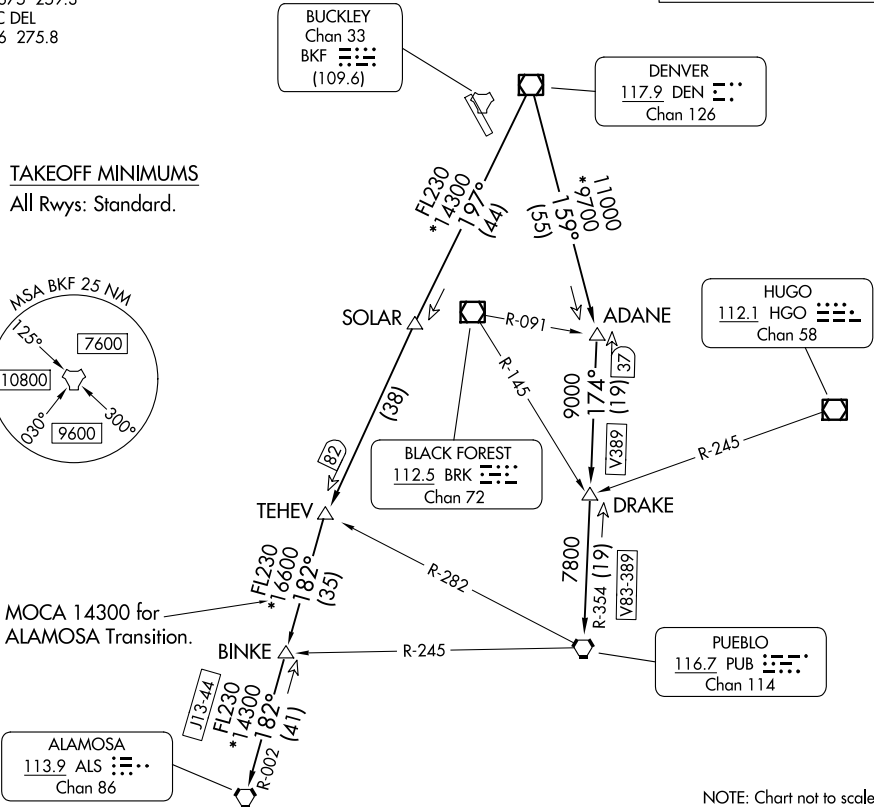 257.3
C DEL
275.8
BUCKLEY
Chan 33
BKF
(109.6)
DENVER
117.9 DEN
Chan 126
TAKEOFF MINIMUMS
All Rwys: Standard.
FL230
*14300
197°
(44)
11000
*9700
159°
(55)
MSA BKF 25 NM
125°
7600
10800
030°
9600
300°
SOLAR
R-091
ADANE
HUGO
112.1 HGO
Chan 58
(38)
R-145
37
9000
174°
(19)
V389
R-245
82
BLACK FOREST
112.5 BRK
Chan 72
TEHEV
DRAKE
FL230
*16600
182°
(35)
R-282
7800
R-354 (19)
V83-389
MOCA 14300 for
ALAMOSA Transition.
BINKE
R-245
PUEBLO
116.7 PUB
Chan 114
J13-44
FL230
*14300
182°
(41)
R-002
ALAMOSA
113.9 ALS
Chan 86
NOTE: Chart not to scale